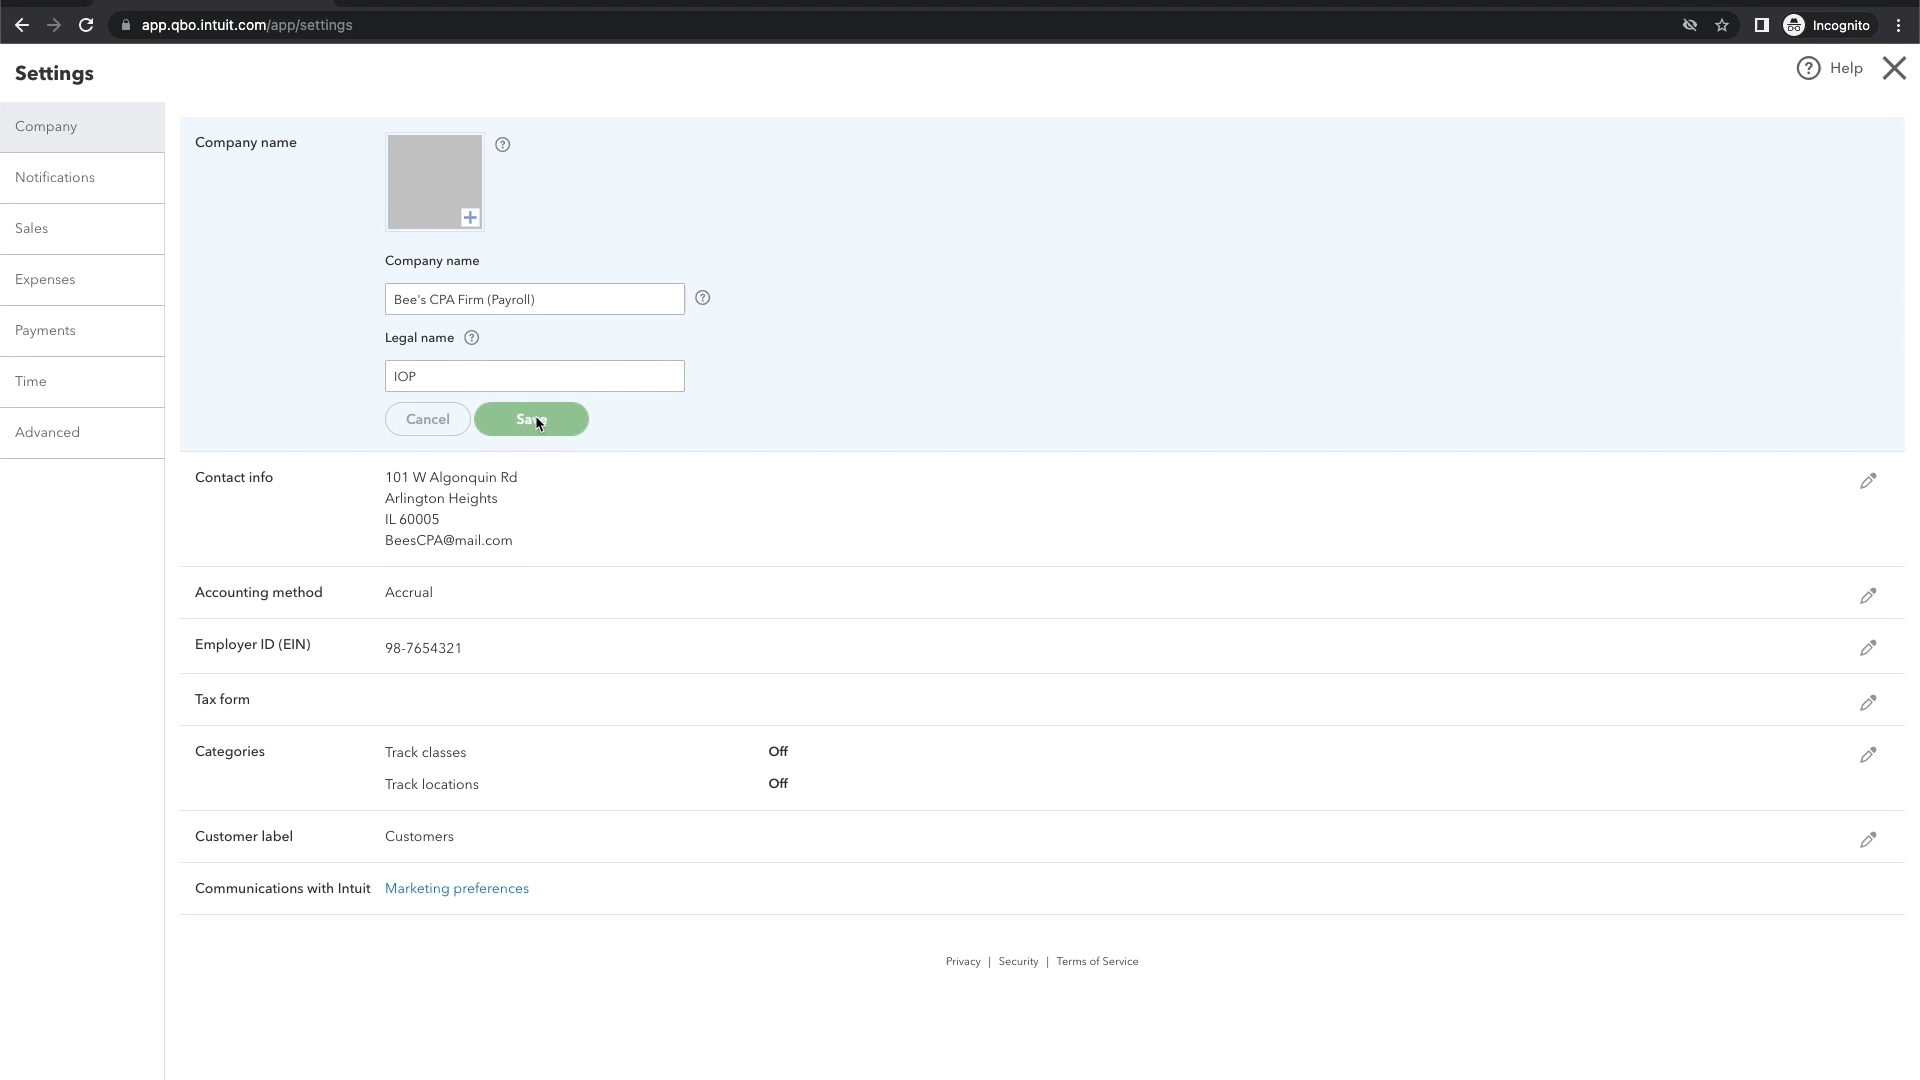 app.qbo.intuit.com/app/settings
Incognito
Settings
Help
Company
Notifications
Sales
Expenses
Payments
Time
Advanced
Company name
Company name
Bee's CPA Firm (Payroll)
Legal name
IOP
Cancel
Save
Contact info
101 W Algonquin Rd
Arlington Heights
IL 60005
BeesCPA@mail.com
Accounting method Accrual
Employer ID (EIN) 98-7654321
Tax form
Categories Track classes Off
Track locations Off
Customer label Customers
Communications with Intuit Marketing preferences
Privacy | Security | Terms of Service